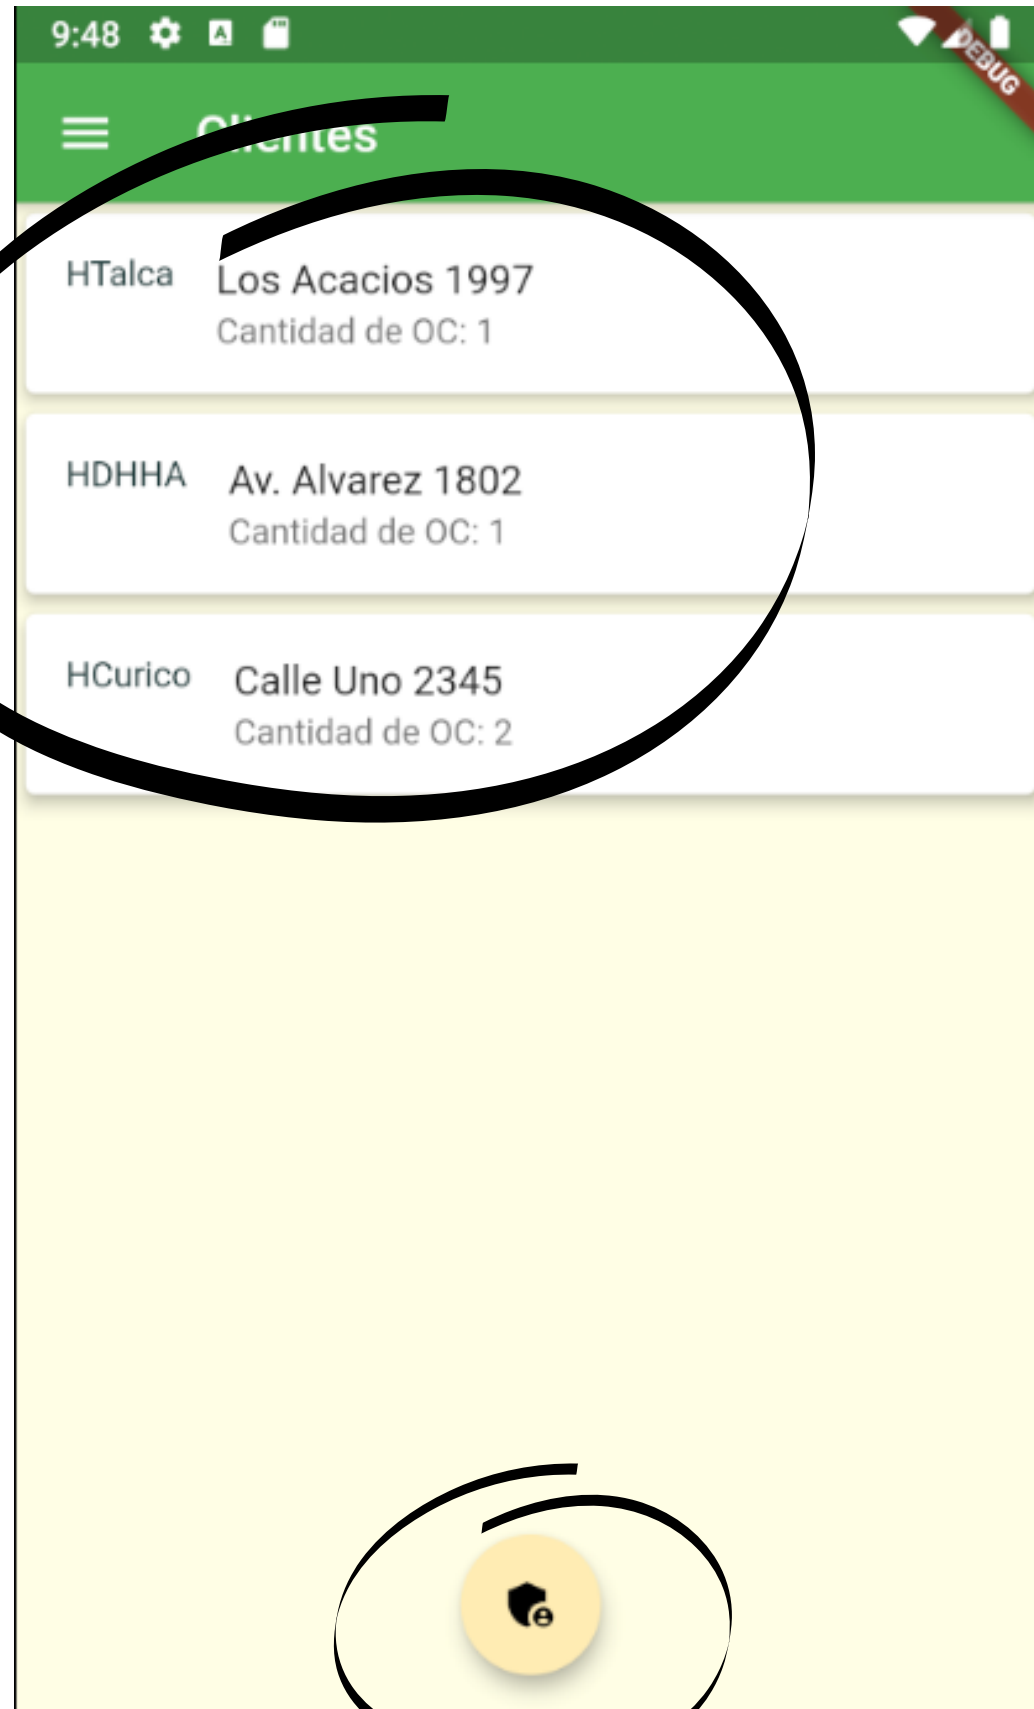 9:48
DEBUG
Clientes
HTalca
Los Acacios 1997
Cantidad de OC: 1
HDHHA
Av. Alvarez 1802
Cantidad de OC: 1
HCurico
Calle Uno 2345
Cantidad de OC: 2